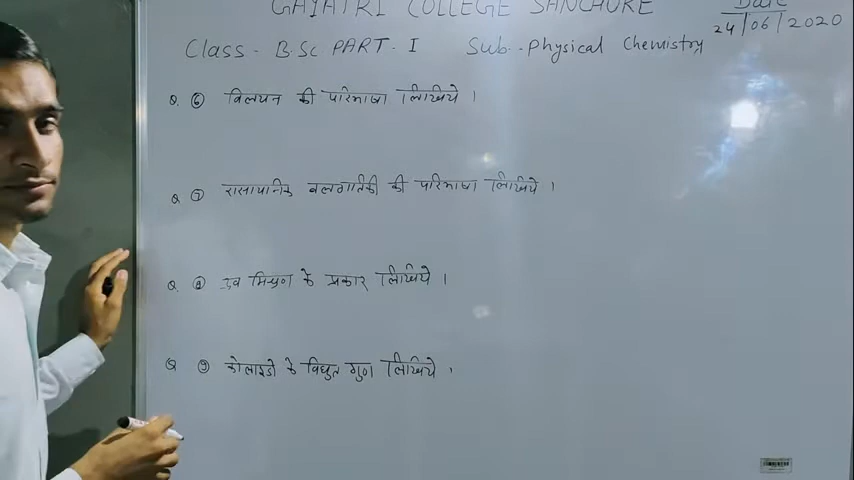 GAYATRI COLLEGE SANCHORE
Date
24/06/2020
Class - B.Sc PART - I Sub.- Physical Chemistry
Q. 6 विलयन की परिभाषा लिखिये ।
Q. 7 रासायनिक बलगतिकी की परिभाषा लिखिये ।
Q. 8 द्रव मिश्रण के प्रकार लिखिये ।
Q 9 कोलाइडो के विधुत गुण लिखिये ।